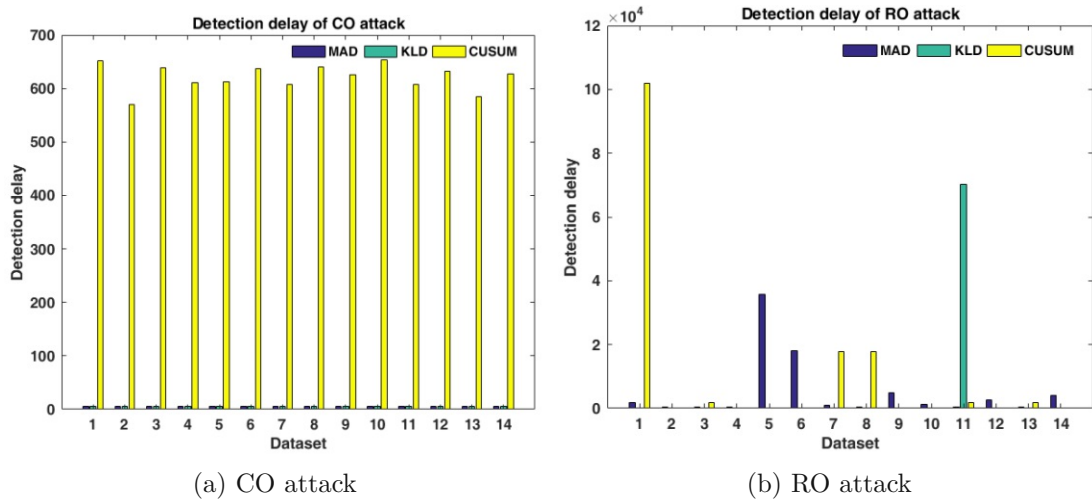 Detection delay of CO attack
MAD KLD CUSUM
700
600
500
400
300
200
100
0
Detection delay
1 2 3 4 5 6 7 8 9 10 11 12 13 14
Dataset
(a) CO attack
Detection delay of RO attack
×10⁴
MAD KLD CUSUM
12
10
8
6
4
2
0
Detection delay
1 2 3 4 5 6 7 8 9 10 11 12 13 14
Dataset
(b) RO attack